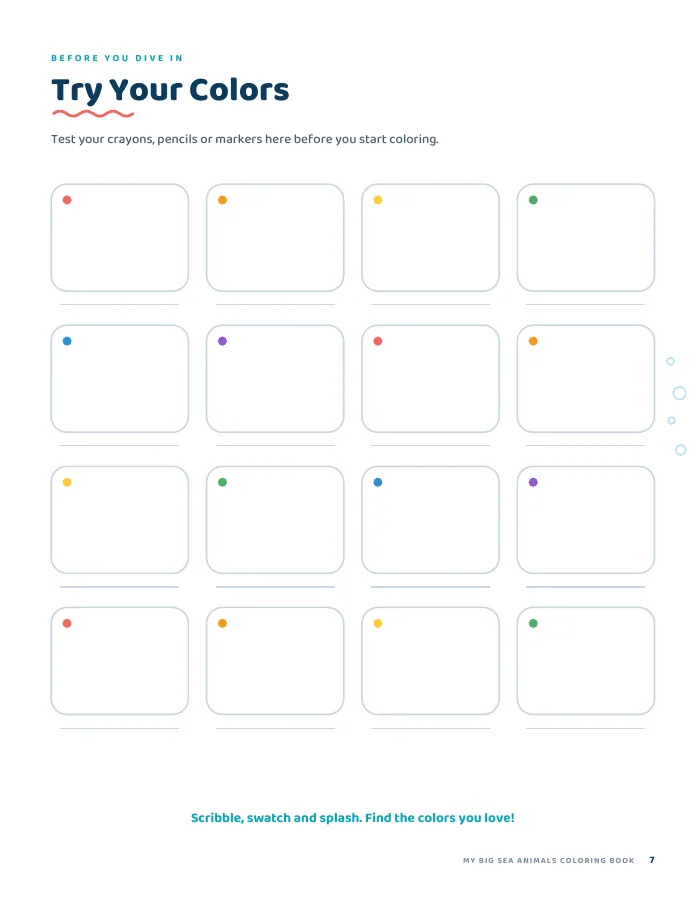 BEFORE YOU DIVE IN
Try Your Colors
Test your crayons, pencils or markers here before you start coloring.
Scribble, swatch and splash. Find the colors you love!
MY BIG SEA ANIMALS COLORING BOOK 7